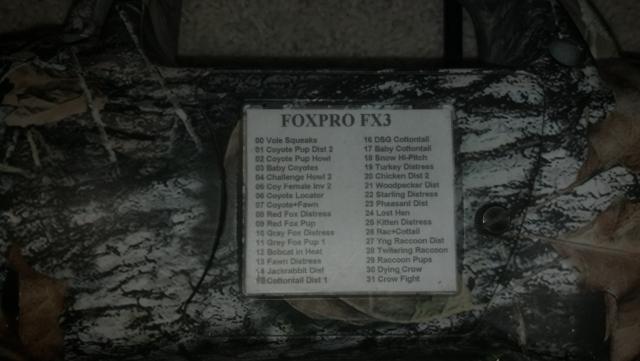 FOXPRO FX3
00 Vole Squeaks
01 Coyote Pup Dist 2
02 Coyote Pup Howl
03 Baby Coyotes
04 Challenge Howl 2
05 Coy Female Inv 2
06 Coyote Locator
07 Coyote+Fawn
08 Red Fox Distress
09 Red Fox Pup
10 Gray Fox Distress
11 Grey Fox Pup 1
12 Bobcat in Heat
13 Fawn Distress
14 Jackrabbit Dist
15 Cottontail Dist 1
16 DSG Cottontail
17 Baby Cottontail
18 Snow Hi-Pitch
19 Turkey Distress
20 Chicken Dist 2
21 Woodpecker Dist
22 Starling Distress
23 Pheasant Dist
24 Lost Hen
25 Kitten Distress
26 Rac+Cottail
27 Yng Raccoon Dist
28 Twittering Raccoon
29 Raccoon Pups
30 Dying Crow
31 Crow Fight